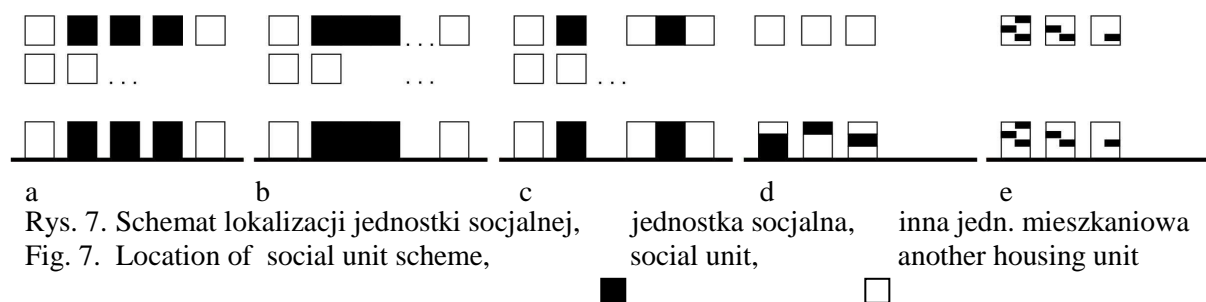 . . .
. . . . . . . . .
a b c d e
Rys. 7. Schemat lokalizacji jednostki socjalnej, jednostka socjalna, inna jedn. mieszkaniowa
Fig. 7. Location of social unit scheme, social unit, another housing unit